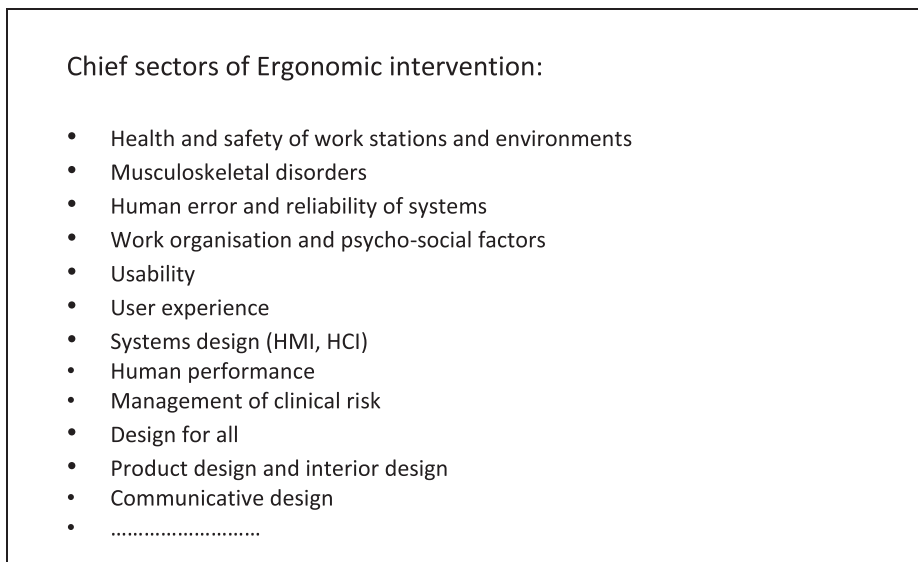 Chief sectors of Ergonomic intervention:
• Health and safety of work stations and environments
• Musculoskeletal disorders
• Human error and reliability of systems
• Work organisation and psycho-social factors
• Usability
• User experience
• Systems design (HMI, HCI)
• Human performance
• Management of clinical risk
• Design for all
• Product design and interior design
• Communicative design
• ………………………